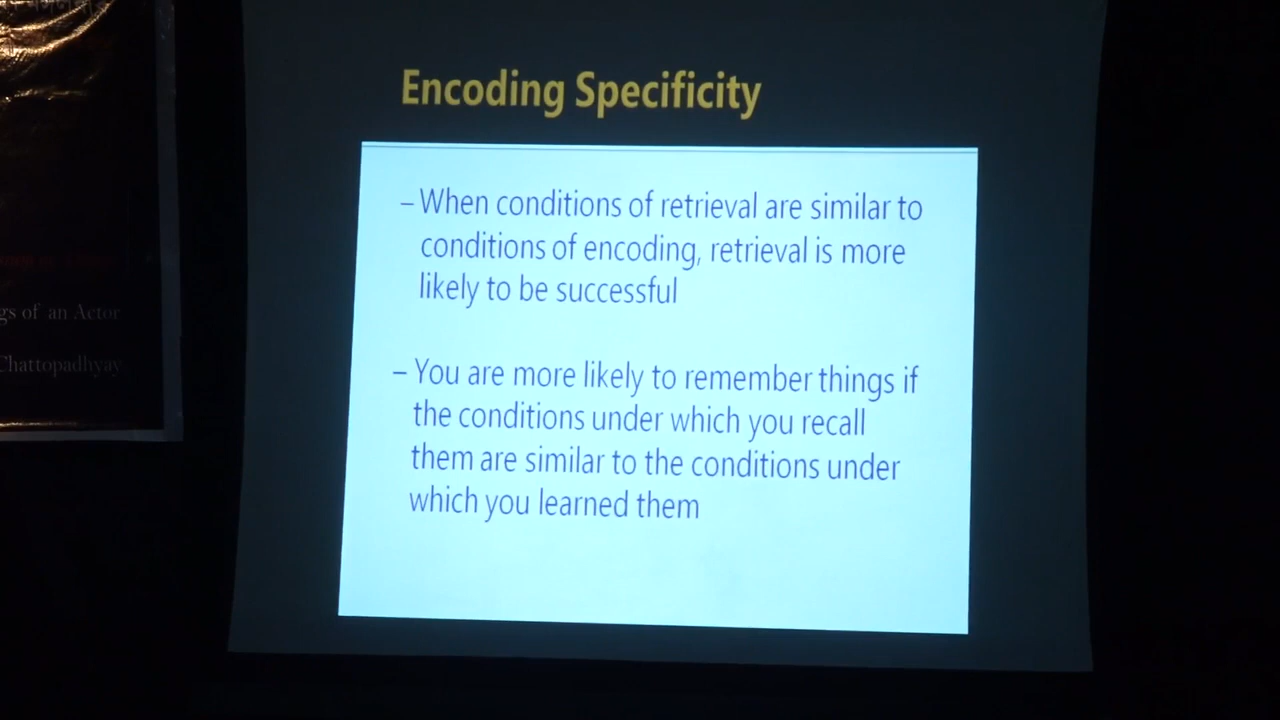 Encoding Specificity
– When conditions of retrieval are similar to
conditions of encoding, retrieval is more
likely to be successful
– You are more likely to remember things if
the conditions under which you recall
them are similar to the conditions under
which you learned them
of an Actor
Chattopadhyay